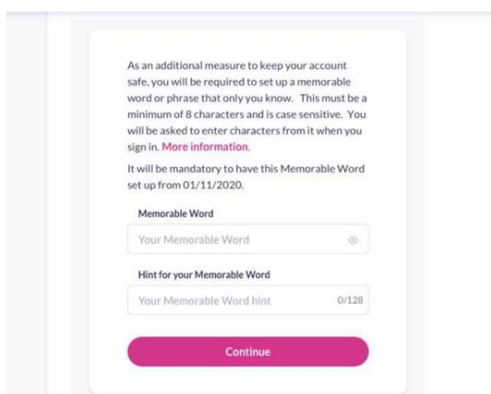 As an additional measure to keep your account
safe, you will be required to set up a memorable
word or phrase that only you know. This must be a
minimum of 8 characters and is case sensitive. You
will be asked to enter characters from it when you
sign in. More information.
It will be mandatory to have this Memorable Word
set up from 01/11/2020.
Memorable Word
Your Memorable Word
Hint for your Memorable Word
Your Memorable Word hint 0/128
Continue